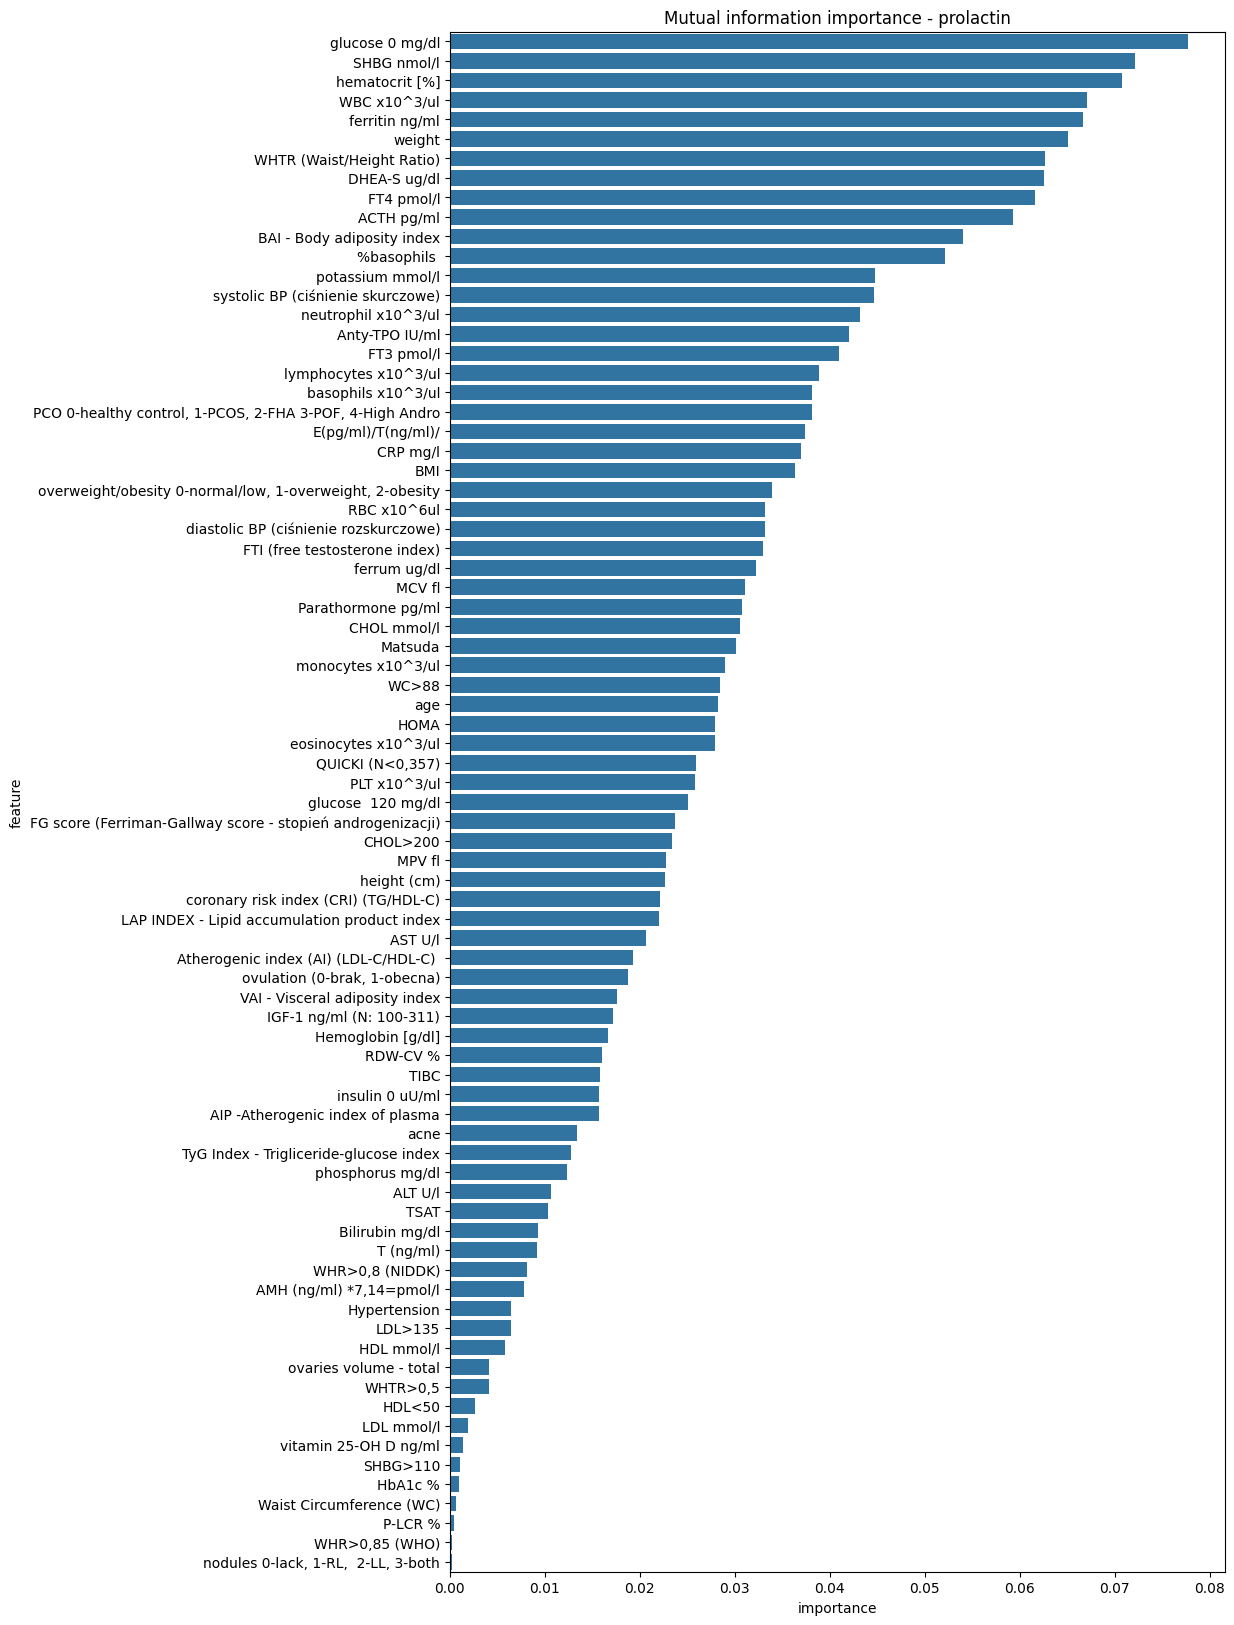 Mutual information importance - prolactin
glucose 0 mg/dl
SHBG nmol/l
hematocrit [%]
WBC x10^3/ul
ferritin ng/ml
weight
WHTR (Waist/Height Ratio)
DHEA-S ug/dl
FT4 pmol/l
ACTH pg/ml
BAI - Body adiposity index
%basophils
potassium mmol/l
systolic BP (ciśnienie skurczowe)
neutrophil x10^3/ul
Anty-TPO IU/ml
FT3 pmol/l
lymphocytes x10^3/ul
basophils x10^3/ul
PCO 0-healthy control, 1-PCOS, 2-FHA 3-POF, 4-High Andro
E(pg/ml)/T(ng/ml)/
CRP mg/l
BMI
overweight/obesity 0-normal/low, 1-overweight, 2-obesity
RBC x10^6ul
diastolic BP (ciśnienie rozskurczowe)
FTI (free testosterone index)
ferrum ug/dl
MCV fl
Parathormone pg/ml
CHOL mmol/l
Matsuda
monocytes x10^3/ul
WC>88
age
HOMA
eosinocytes x10^3/ul
QUICKI (N<0,357)
PLT x10^3/ul
glucose  120 mg/dl
FG score (Ferriman-Gallway score - stopień androgenizacji)
CHOL>200
MPV fl
height (cm)
coronary risk index (CRI) (TG/HDL-C)
LAP INDEX - Lipid accumulation product index
AST U/l
Atherogenic index (AI) (LDL-C/HDL-C)
ovulation (0-brak, 1-obecna)
VAI - Visceral adiposity index
IGF-1 ng/ml (N: 100-311)
Hemoglobin [g/dl]
RDW-CV %
TIBC
insulin 0 uU/ml
AIP -Atherogenic index of plasma
acne
TyG Index - Trigliceride-glucose index
phosphorus mg/dl
ALT U/l
TSAT
Bilirubin mg/dl
T (ng/ml)
WHR>0,8 (NIDDK)
AMH (ng/ml) *7,14=pmol/l
Hypertension
LDL>135
HDL mmol/l
ovaries volume - total
WHTR>0,5
HDL<50
LDL mmol/l
vitamin 25-OH D ng/ml
SHBG>110
HbA1c %
Waist Circumference (WC)
P-LCR %
WHR>0,85 (WHO)
nodules 0-lack, 1-RL,  2-LL, 3-both
feature
0.00 0.01 0.02 0.03 0.04 0.05 0.06 0.07 0.08
importance